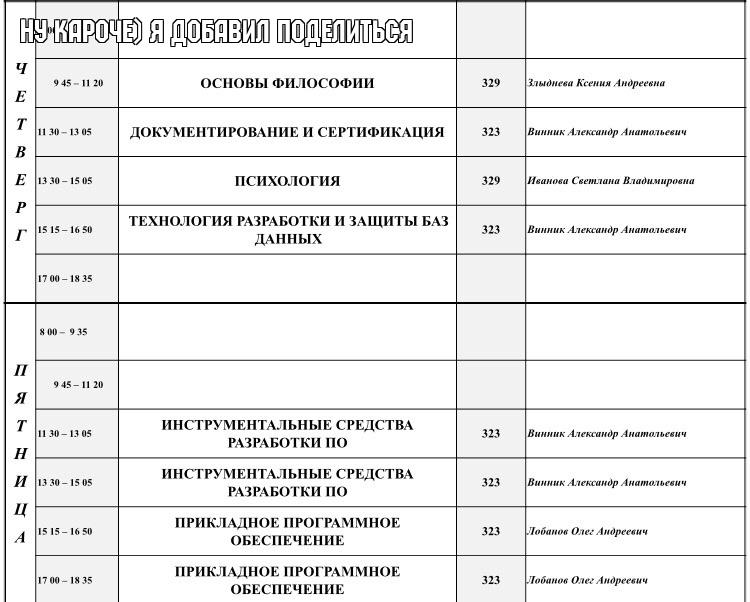 НУ КАРОЧЕ) Я ДОБАВИЛ ПОДЕЛИТЬСЯ
ЧЕТВЕРГ
9 45 – 11 20 ОСНОВЫ ФИЛОСОФИИ 329 Злыднева Ксения Андреевна
11 30 – 13 05 ДОКУМЕНТИРОВАНИЕ И СЕРТИФИКАЦИЯ 323 Винник Александр Анатольевич
13 30 – 15 05 ПСИХОЛОГИЯ 329 Иванова Светлана Владимировна
15 15 – 16 50 ТЕХНОЛОГИЯ РАЗРАБОТКИ И ЗАЩИТЫ БАЗ 323 Винник Александр Анатольевич
ДАННЫХ
17 00 – 18 35
ПЯТНИЦА
8 00 – 9 35
9 45 – 11 20
11 30 – 13 05 ИНСТРУМЕНТАЛЬНЫЕ СРЕДСТВА 323 Винник Александр Анатольевич
РАЗРАБОТКИ ПО
13 30 – 15 05 ИНСТРУМЕНТАЛЬНЫЕ СРЕДСТВА 323 Винник Александр Анатольевич
РАЗРАБОТКИ ПО
15 15 – 16 50 ПРИКЛАДНОЕ ПРОГРАММНОЕ 323 Лобанов Олег Андреевич
ОБЕСПЕЧЕНИЕ
17 00 – 18 35 ПРИКЛАДНОЕ ПРОГРАММНОЕ 323 Лобанов Олег Андреевич
ОБЕСПЕЧЕНИЕ